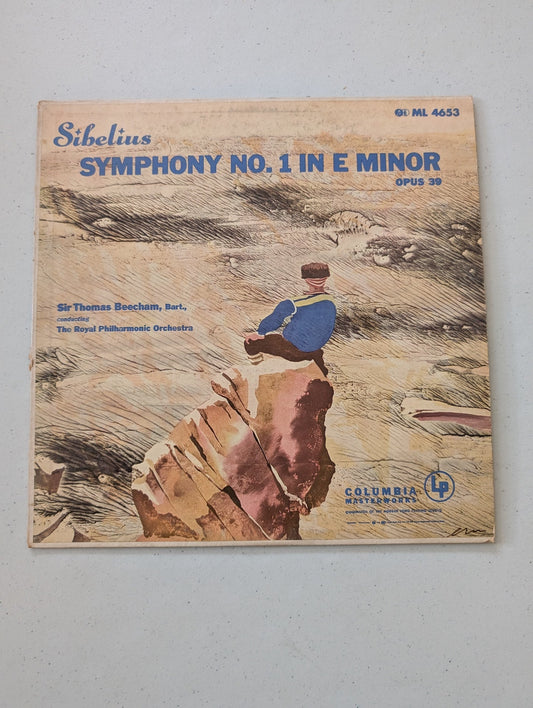 ML 4653
Sibelius
SYMPHONY NO. 1 IN E MINOR
OPUS 39
Sir Thomas Beecham, Bart.,
conducting
The Royal Philharmonic Orchestra
COLUMBIA
MASTERWORKS
LP